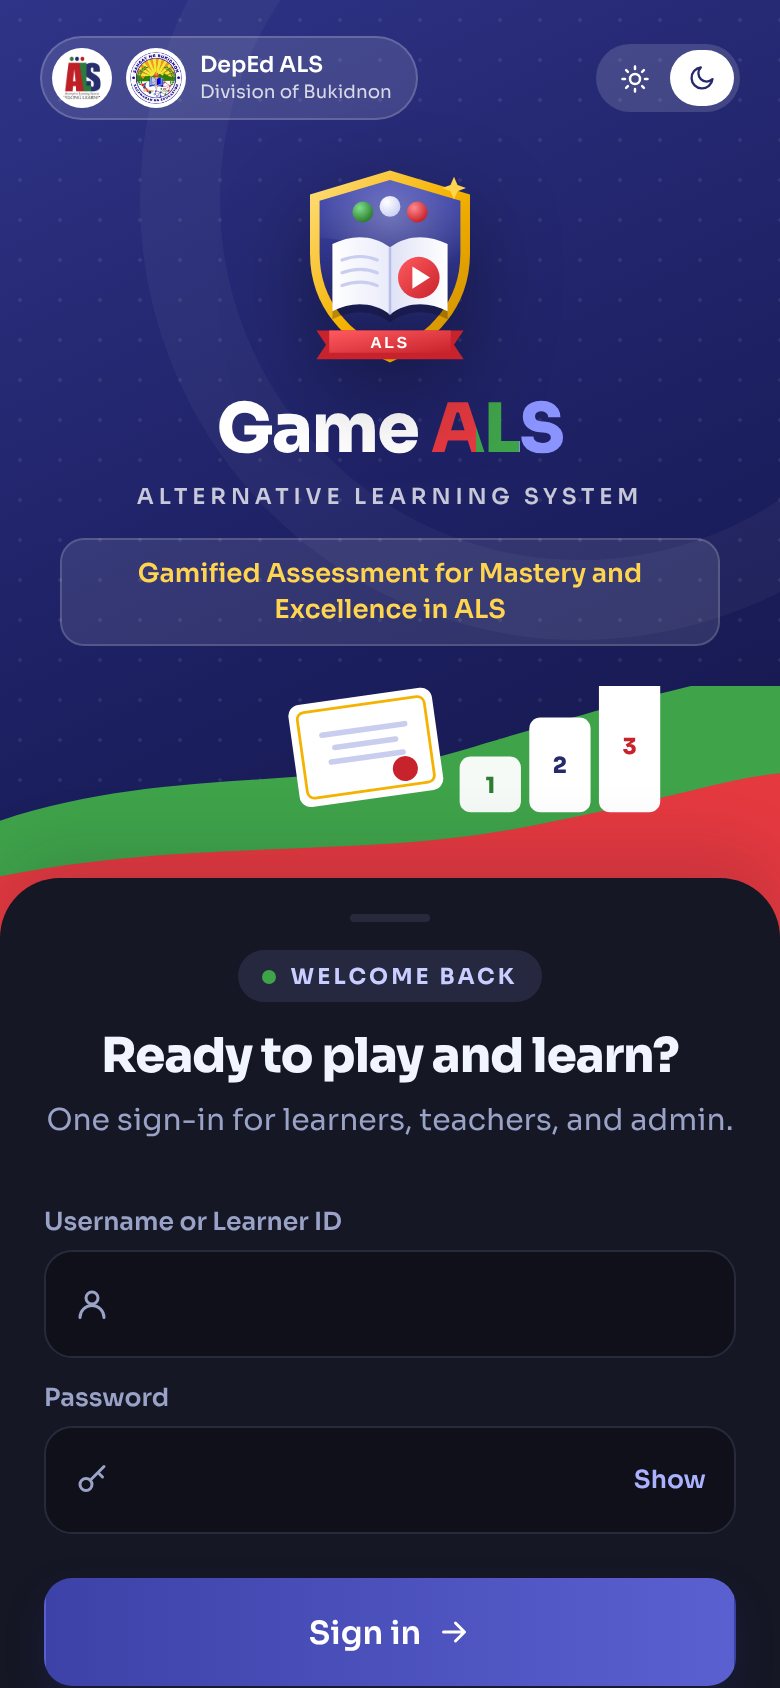 DepEd ALS
Division of Bukidnon
ALS
ALS
Game ALS
ALTERNATIVE LEARNING SYSTEM
Gamified Assessment for Mastery and
Excellence in ALS
1
2
3
WELCOME BACK
Ready to play and learn?
One sign-in for learners, teachers, and admin.
Username or Learner ID
Password
Show
Sign in